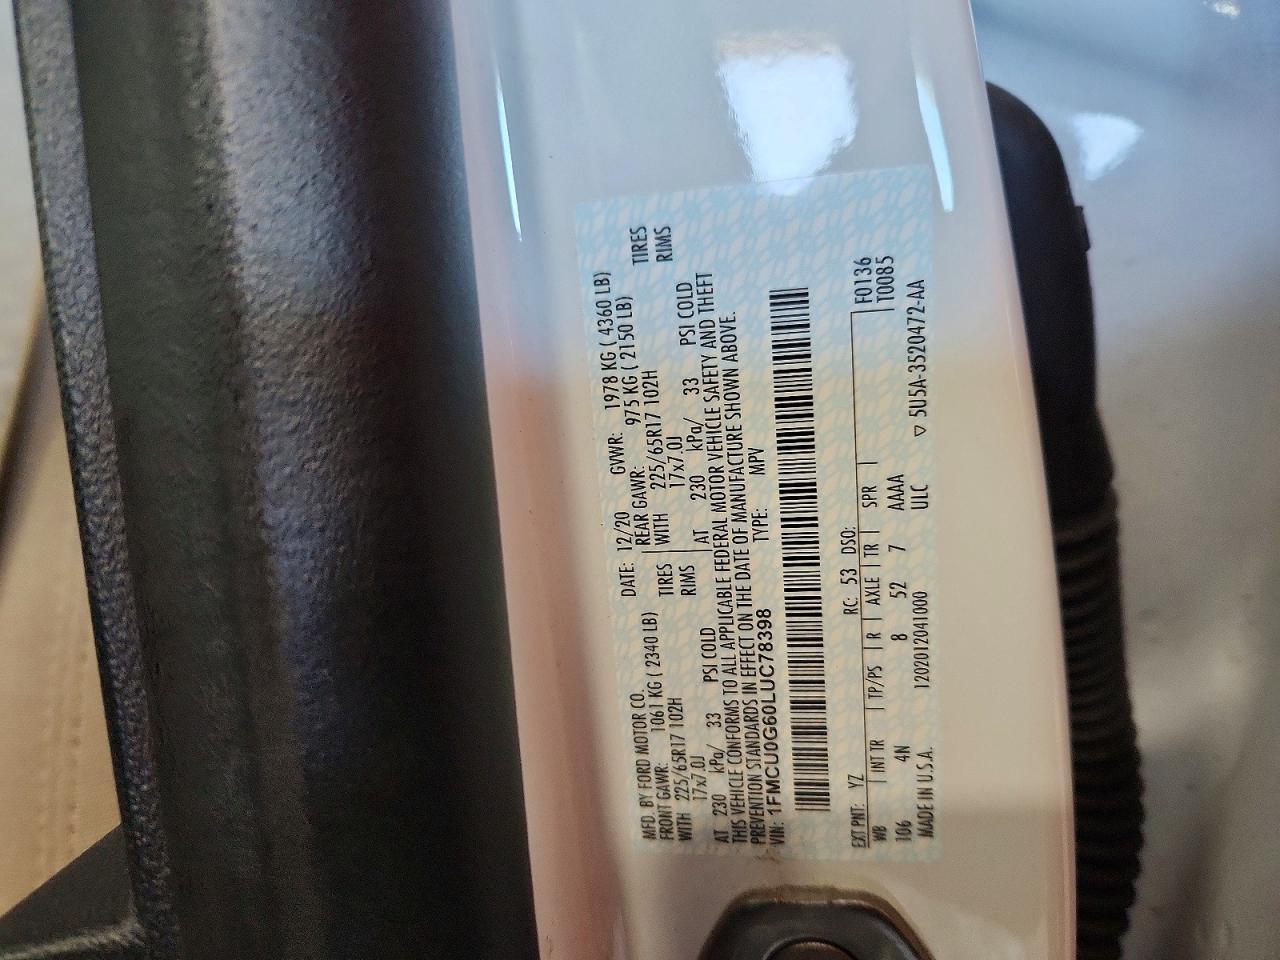 MFD. BY FORD MOTOR CO. DATE: 12/20 GVWR: 1978 KG ( 4360 LB)
FRONT GAWR: 1061 KG ( 2340 LB) REAR GAWR: 975 KG ( 2150 LB)
WITH 225/65R17 102H TIRES WITH 225/65R17 102H TIRES
17x7.0J RIMS 17x7.0J RIMS
AT 230 kPa/ 33 PSI COLD AT 230 kPa/ 33 PSI COLD
THIS VEHICLE CONFORMS TO ALL APPLICABLE FEDERAL MOTOR VEHICLE SAFETY AND THEFT
PREVENTION STANDARDS IN EFFECT ON THE DATE OF MANUFACTURE SHOWN ABOVE.
VIN: 1FMCU0G60LUC78398 TYPE: MPV
EXT PNT: YZ RC: 53 DSO: F0136
WB INT TR TP/PS R AXLE TR SPR T0085
106 4N 8 52 7 AAAA
MADE IN U.S.A. 1202012041000 ULC ▽ 5U5A-3520472-AA